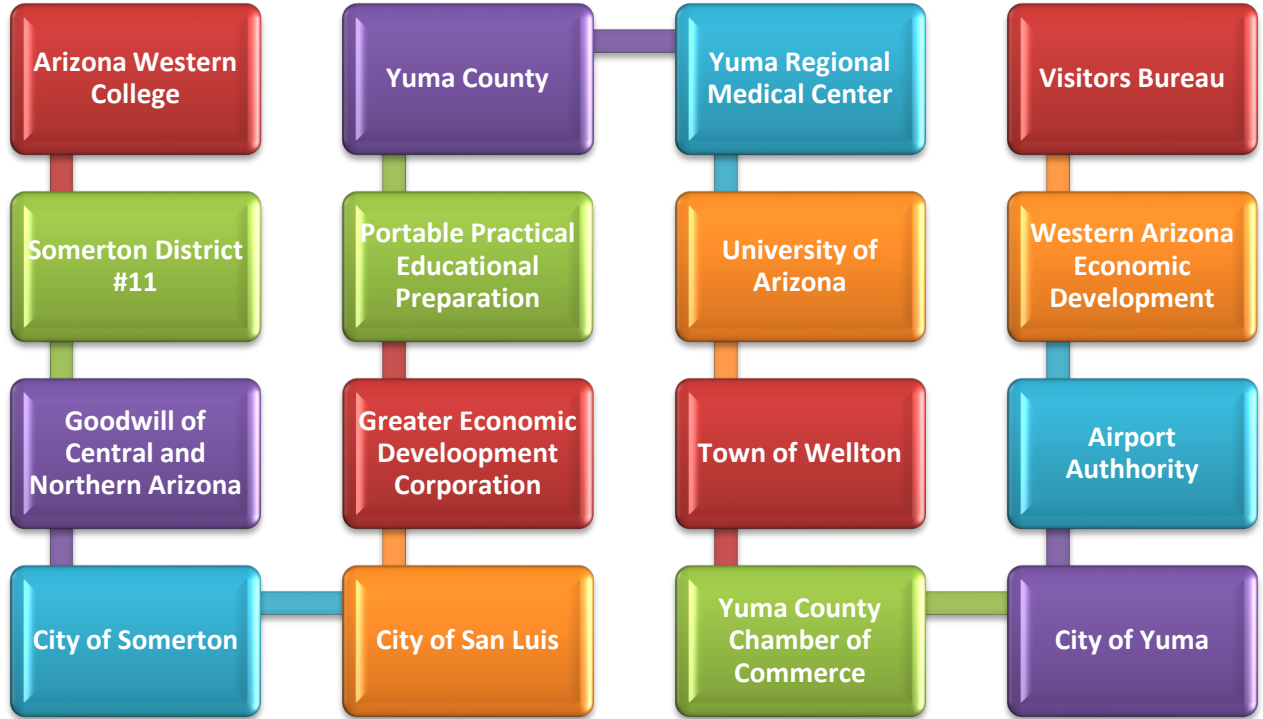 Arizona Western
College
Somerton District
#11
Goodwill of
Central and
Northern Arizona
City of Somerton
City of San Luis
Greater Economic
Develoopment
Corporation
Portable Practical
Educational
Preparation
Yuma County
Yuma Regional
Medical Center
University of
Arizona
Town of Wellton
Yuma County
Chamber of
Commerce
City of Yuma
Airport
Authhority
Western Arizona
Economic
Development
Visitors Bureau